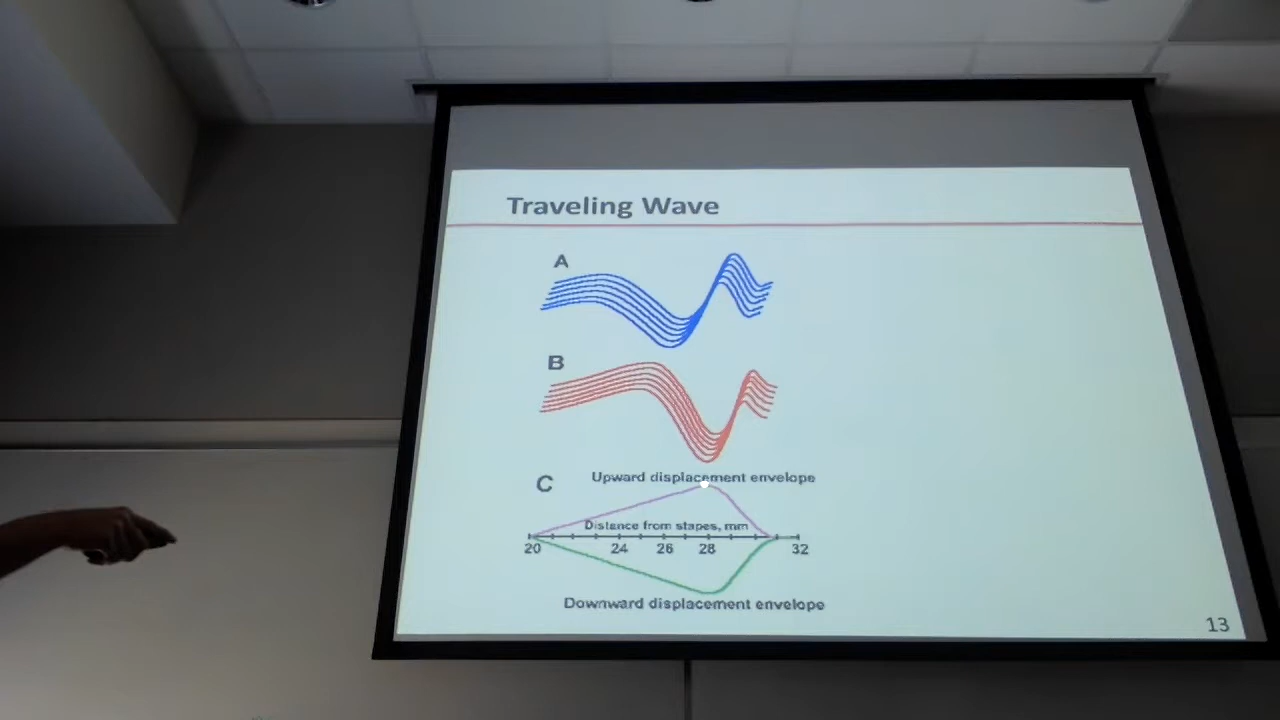 Traveling Wave
A
B
C
Upward displacement envelope
Distance from stapes, mm
20 24 26 28 32
Downward displacement envelope
13